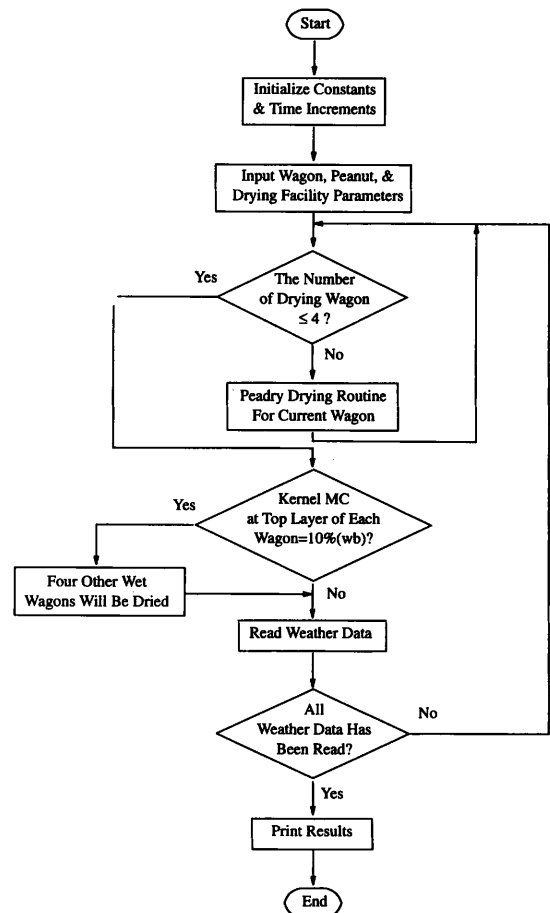 Start
Initialize Constants
& Time Increments
Input Wagon, Peanut, &
Drying Facility Parameters
Yes
The Number
of Drying Wagon
≤ 4 ?
No
Peadry Drying Routine
For Current Wagon
Yes
Kernel MC
at Top Layer of Each
Wagon=10%(wb)?
Four Other Wet
Wagons Will Be Dried
No
Read Weather Data
All
Weather Data Has
Been Read?
No
Yes
Print Results
End